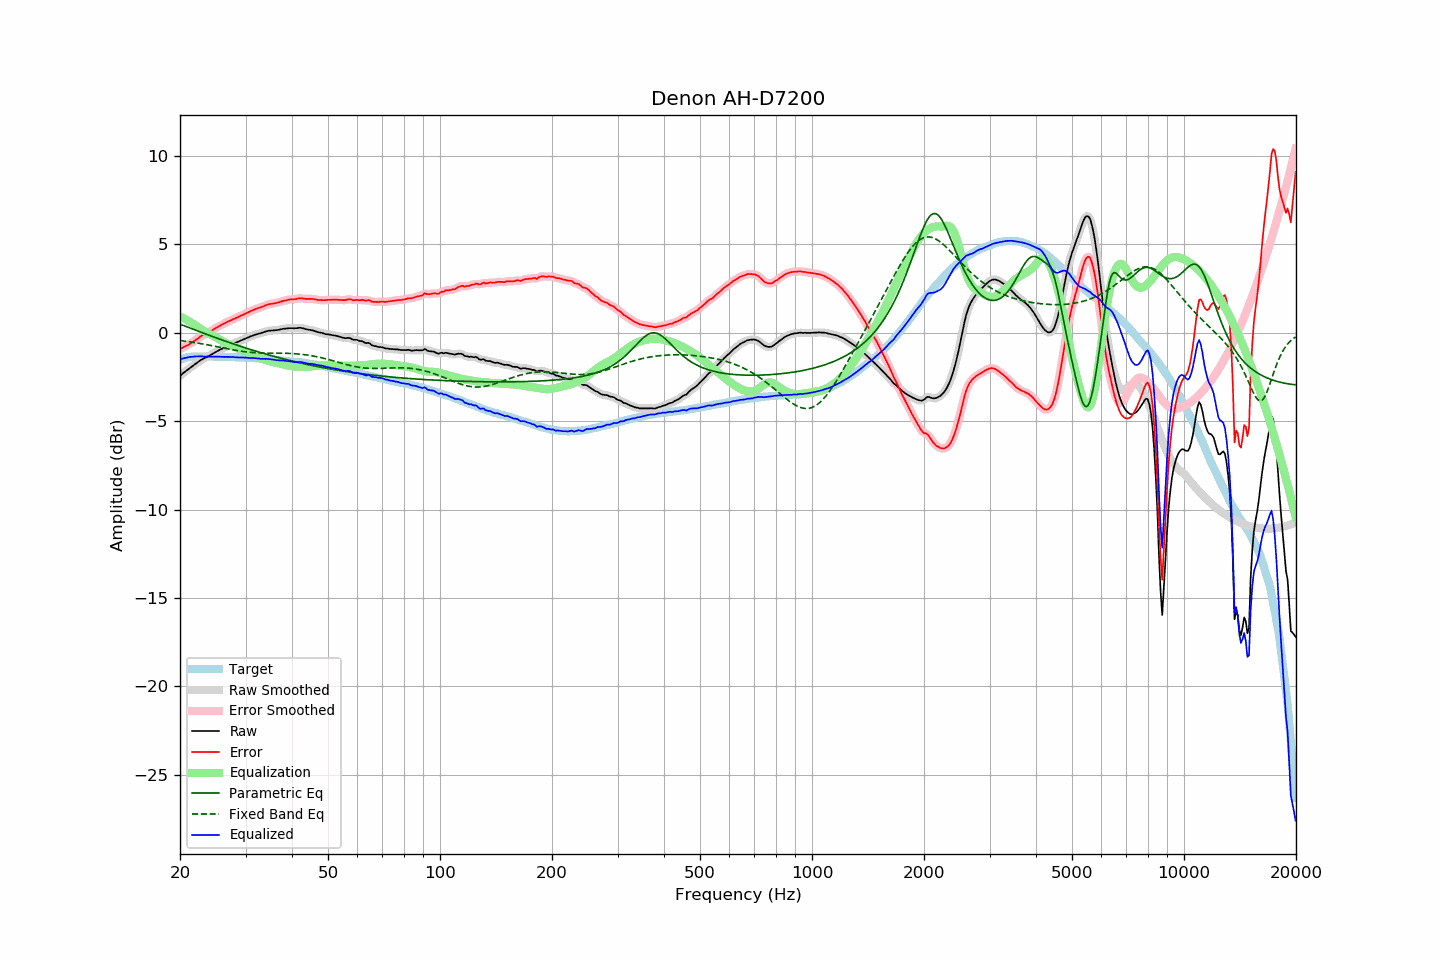 Denon AH-D7200
Amplitude (dBr)
10
5
0
−5
−10
−15
−20
−25
Target
Raw Smoothed
Error Smoothed
Raw
Error
Equalization
Parametric Eq
Fixed Band Eq
Equalized
20 50 100 200 500 1000 2000 5000 10000 20000
Frequency (Hz)